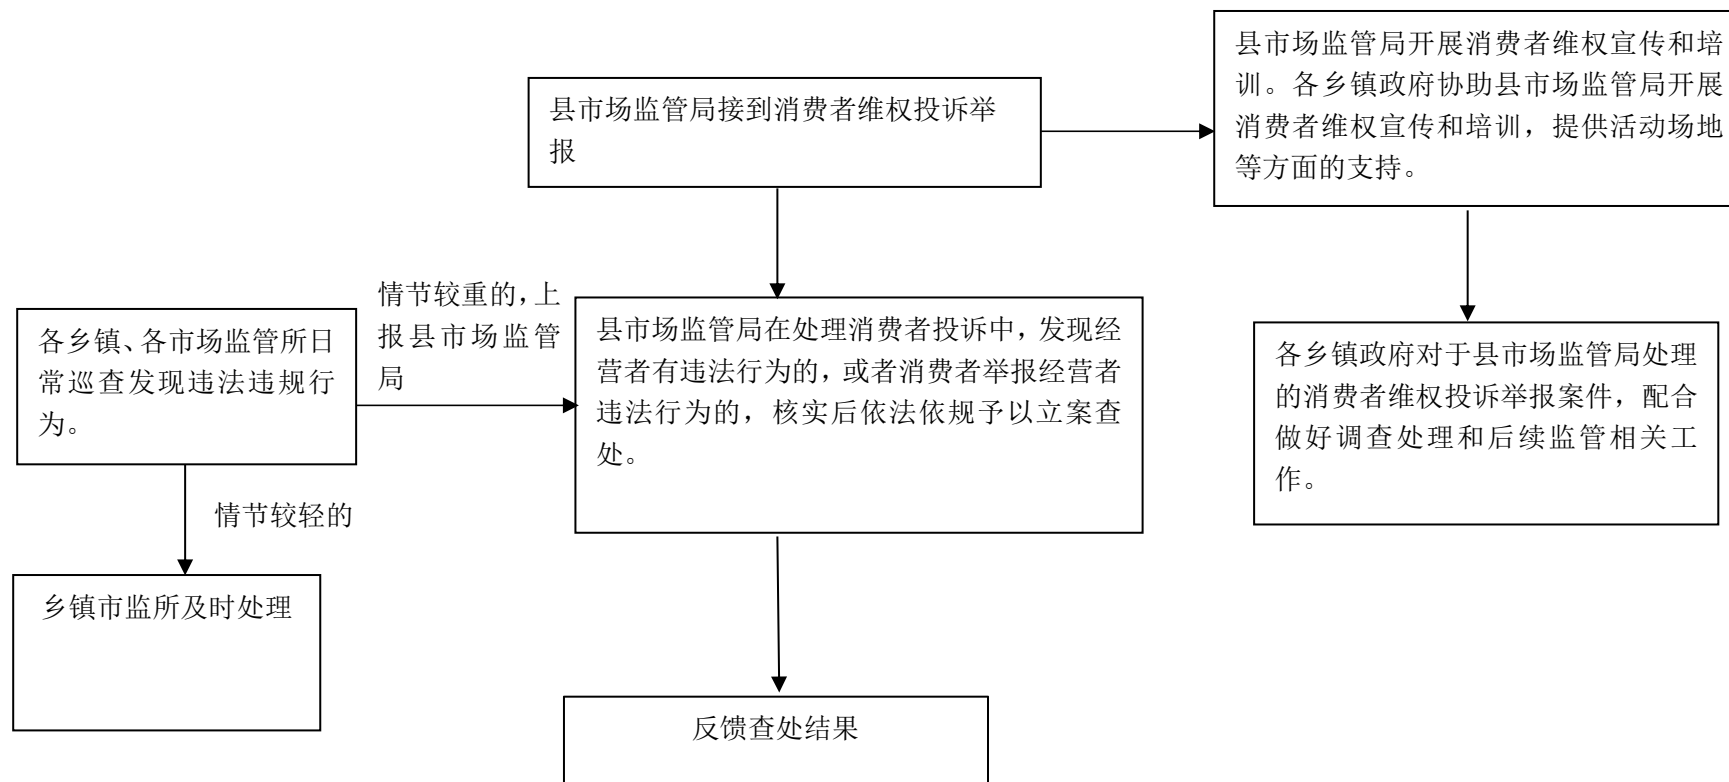 县市场监管局开展消费者维权宣传和培
训。各乡镇政府协助县市场监管局开展
消费者维权宣传和培训，提供活动场地
等方面的支持。
县市场监管局接到消费者维权投诉举
报
情节较重的，上
报县市场监管
局
各乡镇、各市场监管所日
常巡查发现违法违规行
为。
县市场监管局在处理消费者投诉中，发现经
营者有违法行为的，或者消费者举报经营者
违法行为的，核实后依法依规予以立案查
处。
各乡镇政府对于县市场监管局处理
的消费者维权投诉举报案件，配合
做好调查处理和后续监管相关工
作。
情节较轻的
乡镇市监所及时处理
反馈查处结果